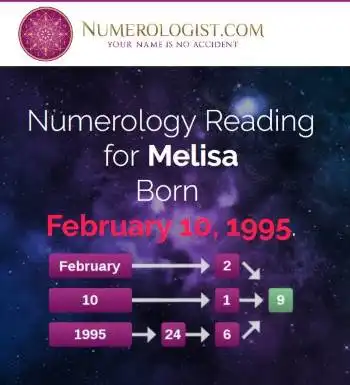 NUMEROLOGIST.COM
YOUR NAME IS NO ACCIDENT
Numerology Reading
for Melisa
Born
February 10, 1995.
February 2
10 1 9
1995 24 6